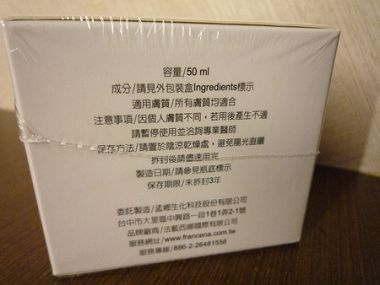 容量/50 ml
成分/請見外包裝盒Ingredients標示
適用膚質/所有膚質均適合
注意事項/因個人膚質不同，若用後產生不適
請暫停使用並洽詢專業醫師
保存方法/請置於陰涼乾燥處，避免陽光直曬
拆封後請儘速用完
製造日期/請參見瓶底標示
保存期限/未拆封3年
委託製造/孟鄉生化科技股份有限公司
台中市大里區中興路一段1巷1弄2-1號
品牌廠商/法藍西娜國際有限公司
服務網址/www.francena.com.tw
服務專線/886-2-26481558